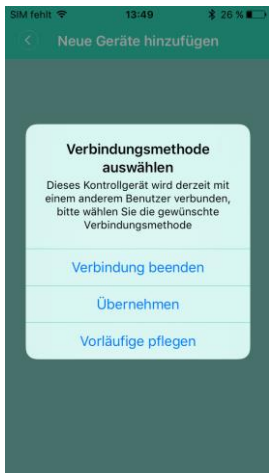 SIM fehlt 13:49 26 %
Neue Geräte hinzufügen
Verbindungsmethode
auswählen
Dieses Kontrollgerät wird derzeit mit
einem anderem Benutzer verbunden,
bitte wählen Sie die gewünschte
Verbindungsmethode
Verbindung beenden
Übernehmen
Vorläufige pflegen